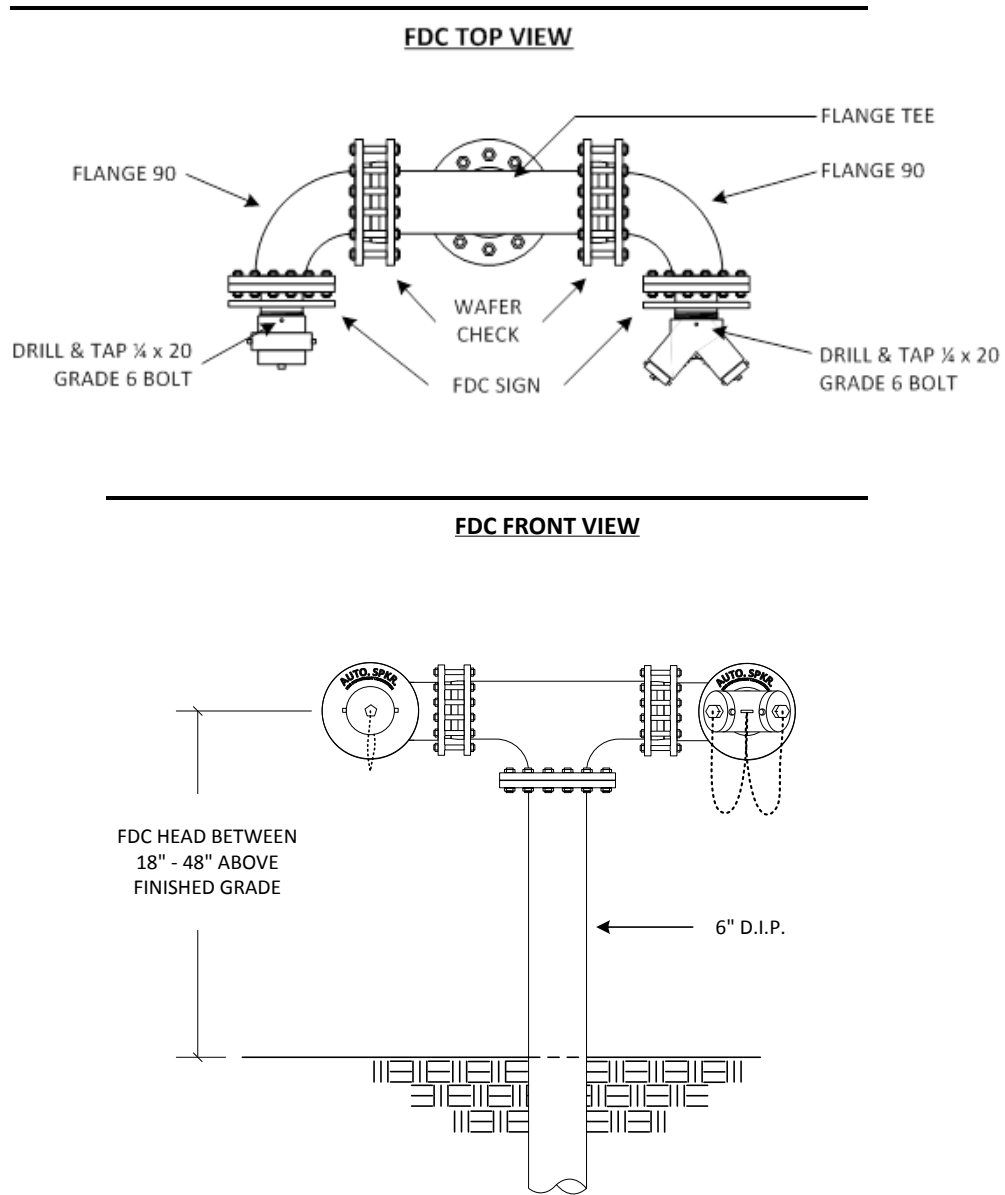 FDC TOP VIEW
FLANGE TEE
FLANGE 90
FLANGE 90
WAFER
CHECK
DRILL & TAP ¼ x 20
GRADE 6 BOLT
FDC SIGN
DRILL & TAP ¼ x 20
GRADE 6 BOLT
FDC FRONT VIEW
AUTO. SPKR.
AUTO. SPKR.
FDC HEAD BETWEEN
18" - 48" ABOVE
FINISHED GRADE
6" D.I.P.